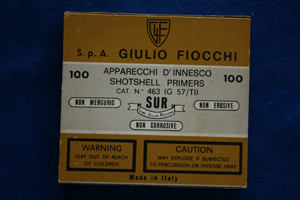 GFL
S.p.A. GIULIO FIOCCHI
100 APPARECCHI D'INNESCO 100
SHOTSHELL PRIMERS
CAT. N.° 463 (G 57/TI)
NON MERCURIC SUR NON EROSIVE
NON CORROSIVE
WARNING
KEEP OUT OF REACH
OF CHILDREN.
CAUTION
MAY EXPLODE IF SUBJECTED
TO PERCUSSION OR INTENSE HEAT
Made in Italy